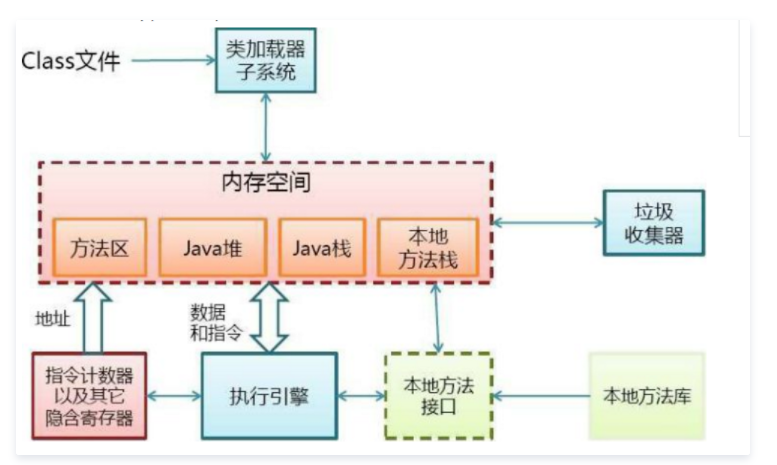 Class文件
类加载器
子系统
内存空间
方法区
Java堆
Java栈
本地
方法栈
垃圾
收集器
地址
数据
和指令
指令计数器
以及其它
隐含寄存器
执行引擎
本地方法
接口
本地方法库